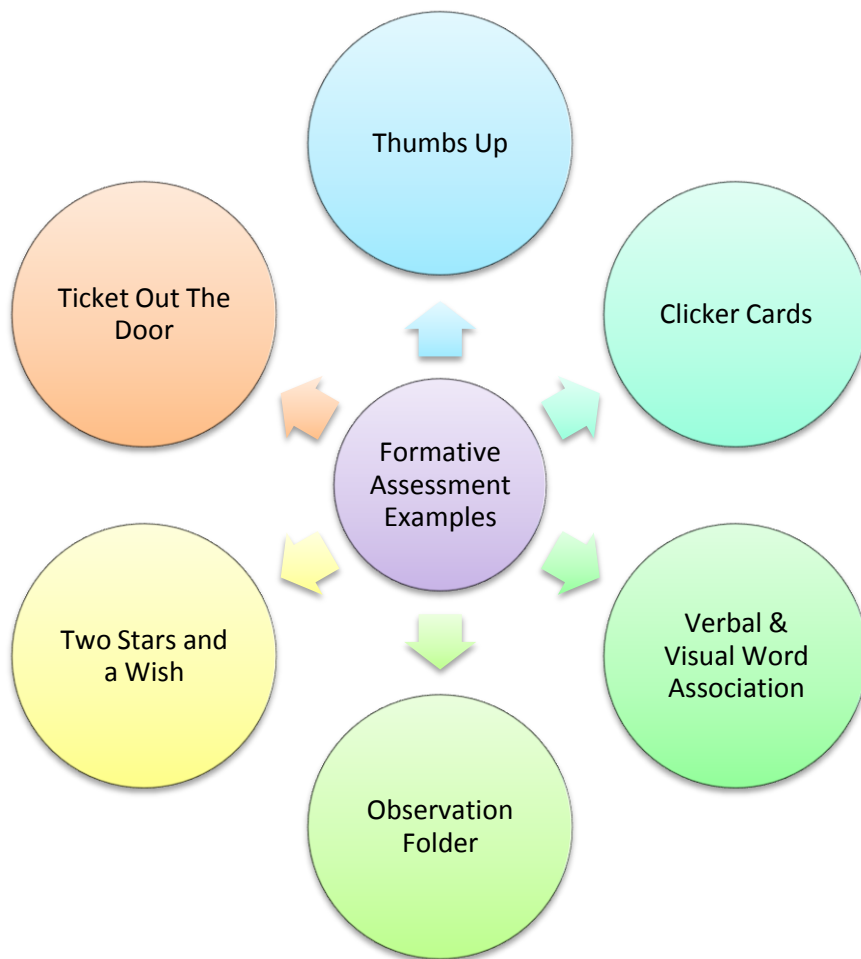 Thumbs Up
Clicker Cards
Verbal &
Visual Word
Association
Observation
Folder
Two Stars and
a Wish
Ticket Out The
Door
Formative
Assessment
Examples